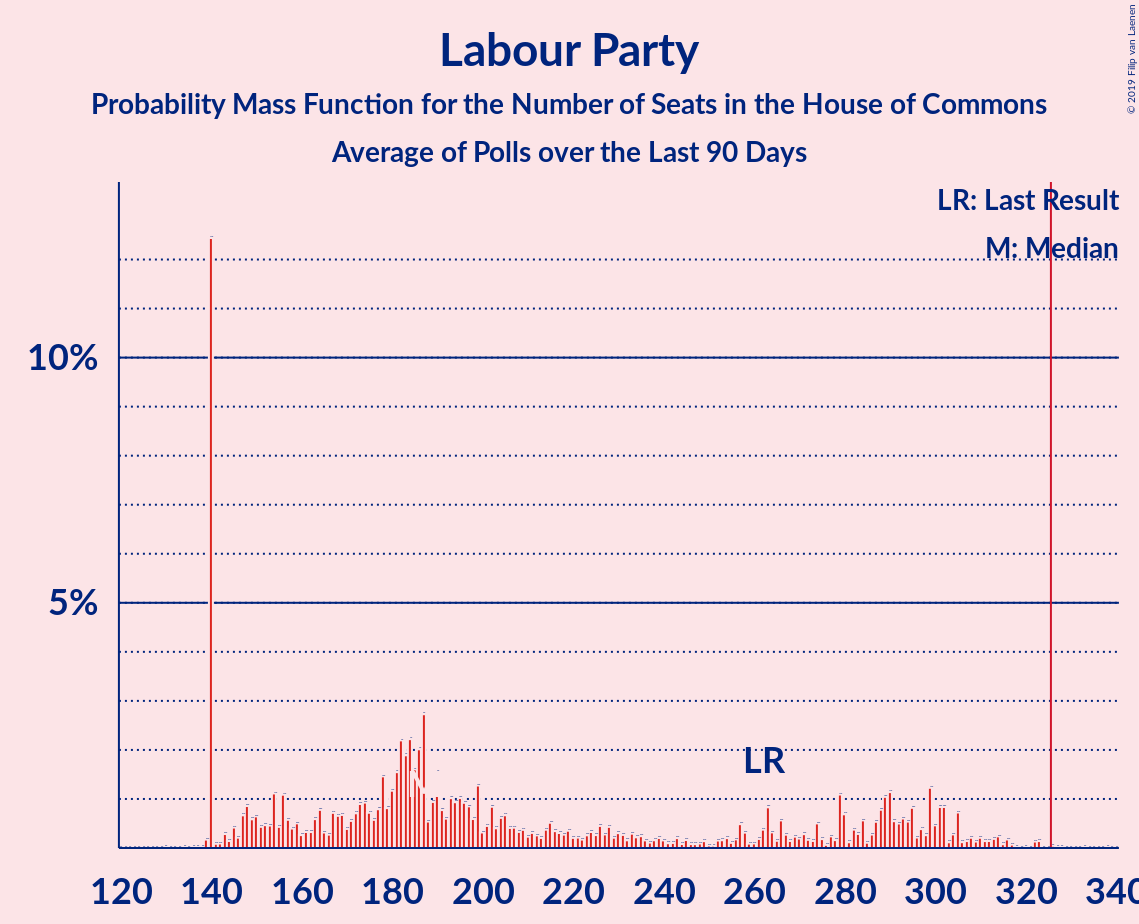 Labour Party
Probability Mass Function for the Number of Seats in the House of Commons
Average of Polls over the Last 90 Days
© 2019 Filip van Laenen
LR: Last Result
M: Median
10%
5%
LR
M
120 140 160 180 200 220 240 260 280 300 320 340